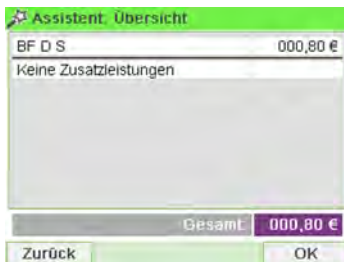 Assistent: Übersicht
BF D S 000,80 €
Keine Zusatzleistungen
Gesamt: 000,80 €
Zurück OK